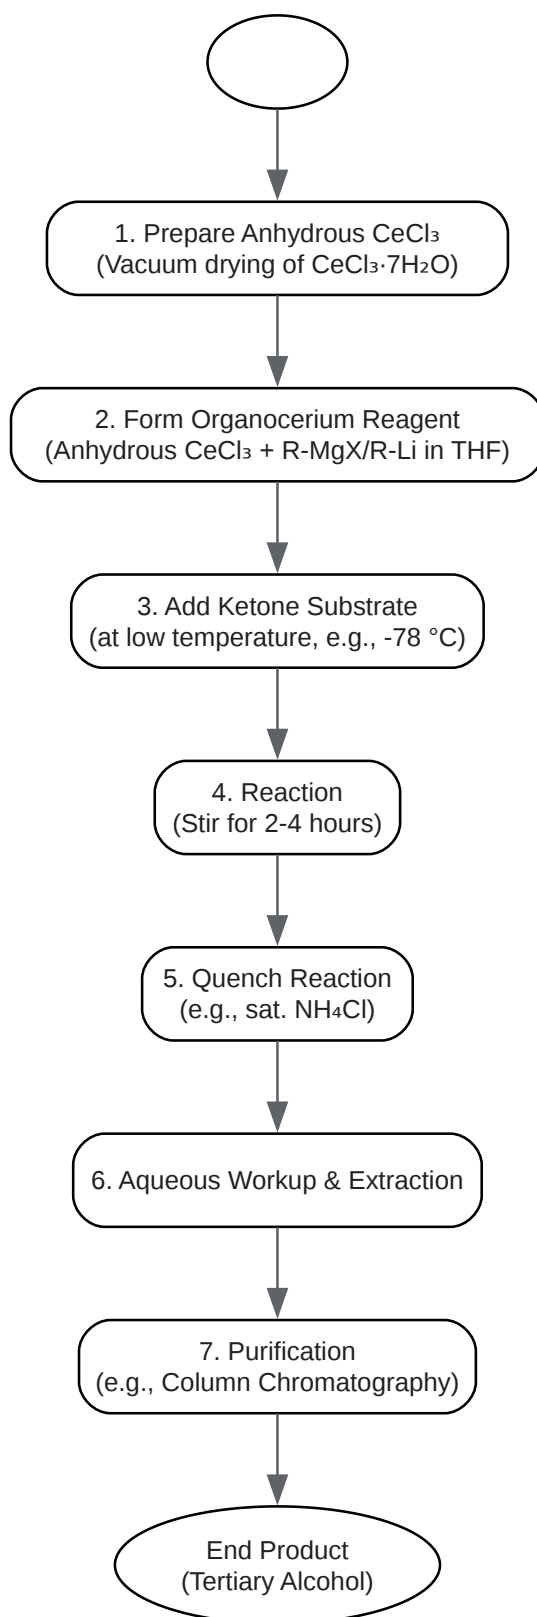 1. Prepare Anhydrous CeCl₃
(Vacuum drying of CeCl₃·7H₂O)
2. Form Organocerium Reagent
(Anhydrous CeCl₃ + R-MgX/R-Li in THF)
3. Add Ketone Substrate
(at low temperature, e.g., -78 °C)
4. Reaction
(Stir for 2-4 hours)
5. Quench Reaction
(e.g., sat. NH₄Cl)
6. Aqueous Workup & Extraction
7. Purification
(e.g., Column Chromatography)
End Product
(Tertiary Alcohol)